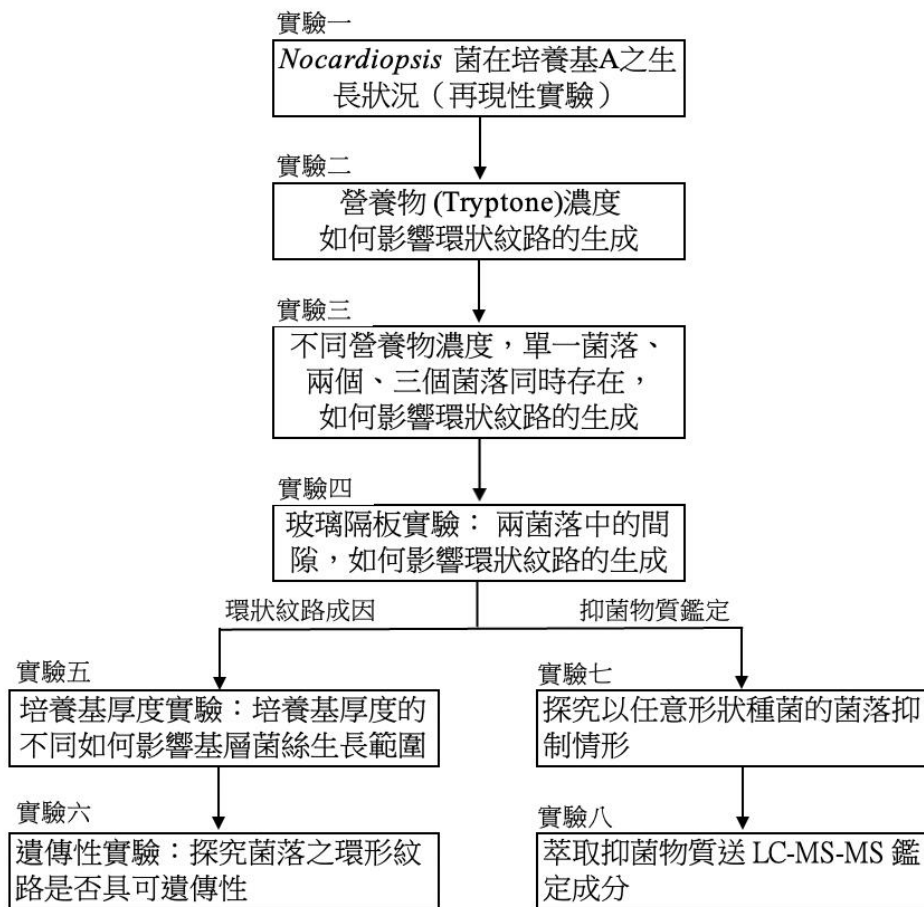 實驗一
Nocardiopsis 菌在培養基A之生
長狀況（再現性實驗）
實驗二
營養物 (Tryptone)濃度
如何影響環狀紋路的生成
實驗三
不同營養物濃度，單一菌落、
兩個、三個菌落同時存在，
如何影響環狀紋路的生成
實驗四
玻璃隔板實驗： 兩菌落中的間
隙，如何影響環狀紋路的生成
環狀紋路成因
抑菌物質鑑定
實驗五
培養基厚度實驗：培養基厚度的
不同如何影響基層菌絲生長範圍
實驗七
探究以任意形狀種菌的菌落抑
制情形
實驗六
遺傳性實驗：探究菌落之環形紋
路是否具可遺傳性
實驗八
萃取抑菌物質送 LC-MS-MS 鑑
定成分